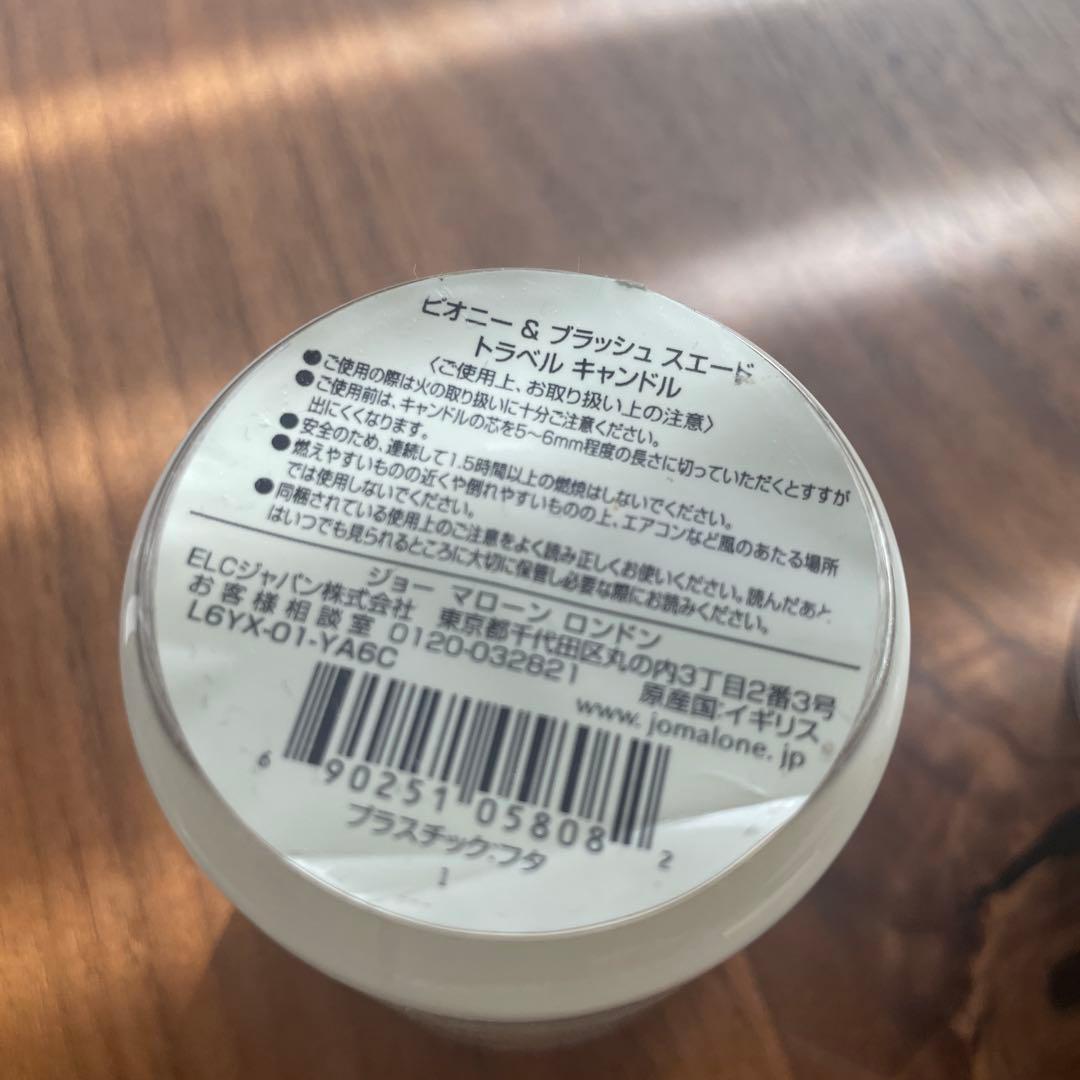 ピオニー & ブラッシュ スエード
トラベル キャンドル
〈ご使用上、お取り扱い上の注意〉
●ご使用の際は火の取り扱いに十分ご注意ください。
●ご使用前は、キャンドルの芯を5～6mm程度の長さに切っていただくとすすが
出にくくなります。
●安全のため、連続して1.5時間以上の燃焼はしないでください。
●燃えやすいものの近くや倒れやすいものの上、エアコンなど風のあたる場所
では使用しないでください。
●同梱されている使用上のご注意をよく読み正しくお使いください。読んだあと
はいつでも見られるところに大切に保管し必要な際にお読みください。
ジョー マローン ロンドン
ELCジャパン株式会社 東京都千代田区丸の内3丁目2番3号
お客様相談室 0120-032821 原産国:イギリス
L6YX-01-YA6C www.jomalone.jp
6 90251 05808 2
プラスチック:フタ
1